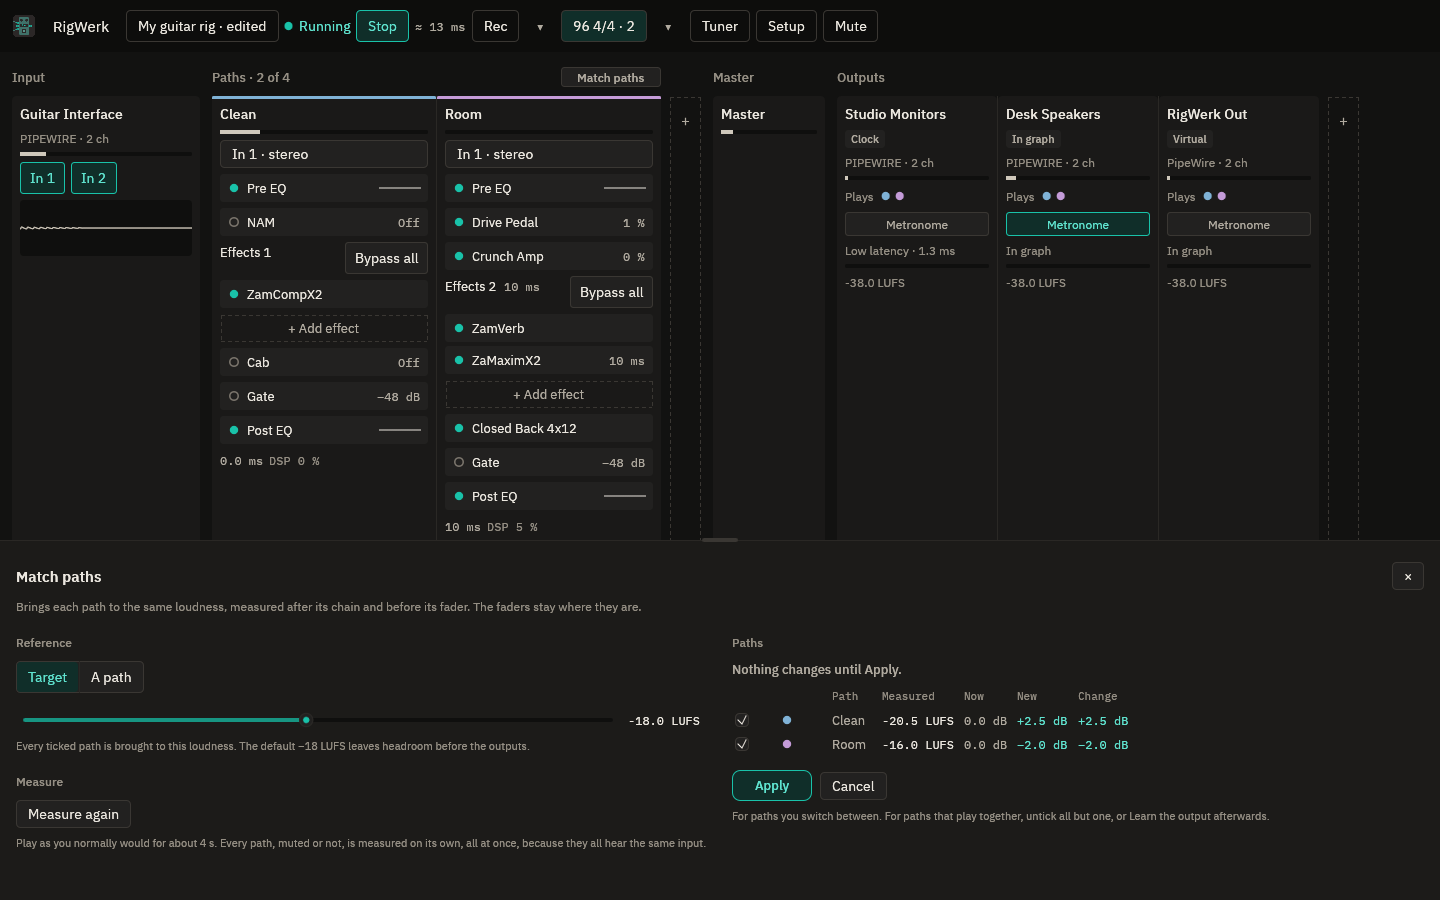 RigWerk
My guitar rig · edited
Running
Stop
≈ 13 ms
Rec
▾
96 4/4 · 2
▾
Tuner
Setup
Mute
Input
Paths · 2 of 4
Match paths
Master
Outputs
Guitar Interface
PIPEWIRE · 2 ch
In 1
In 2
Clean
In 1 · stereo
Pre EQ
NAM Off
Effects 1
Bypass all
ZamCompX2
+ Add effect
Cab Off
Gate −48 dB
Post EQ
0.0 ms DSP 0 %
Room
In 1 · stereo
Pre EQ
Drive Pedal 1 %
Crunch Amp 0 %
Effects 2 10 ms
Bypass all
ZamVerb
ZaMaximX2 10 ms
+ Add effect
Closed Back 4x12
Gate −48 dB
Post EQ
10 ms DSP 5 %
+
Master
Studio Monitors
Clock
PIPEWIRE · 2 ch
Plays
Metronome
Low latency · 1.3 ms
-38.0 LUFS
Desk Speakers
In graph
PIPEWIRE · 2 ch
Plays
Metronome
In graph
-38.0 LUFS
RigWerk Out
Virtual
PipeWire · 2 ch
Plays
Metronome
In graph
-38.0 LUFS
+
Match paths
×
Brings each path to the same loudness, measured after its chain and before its fader. The faders stay where they are.
Reference
Target
A path
-18.0 LUFS
Every ticked path is brought to this loudness. The default −18 LUFS leaves headroom before the outputs.
Measure
Measure again
Play as you normally would for about 4 s. Every path, muted or not, is measured on its own, all at once, because they all hear the same input.
Paths
Nothing changes until Apply.
Path Measured Now New Change
Clean -20.5 LUFS 0.0 dB +2.5 dB +2.5 dB
Room -16.0 LUFS 0.0 dB −2.0 dB −2.0 dB
Apply
Cancel
For paths you switch between. For paths that play together, untick all but one, or Learn the output afterwards.